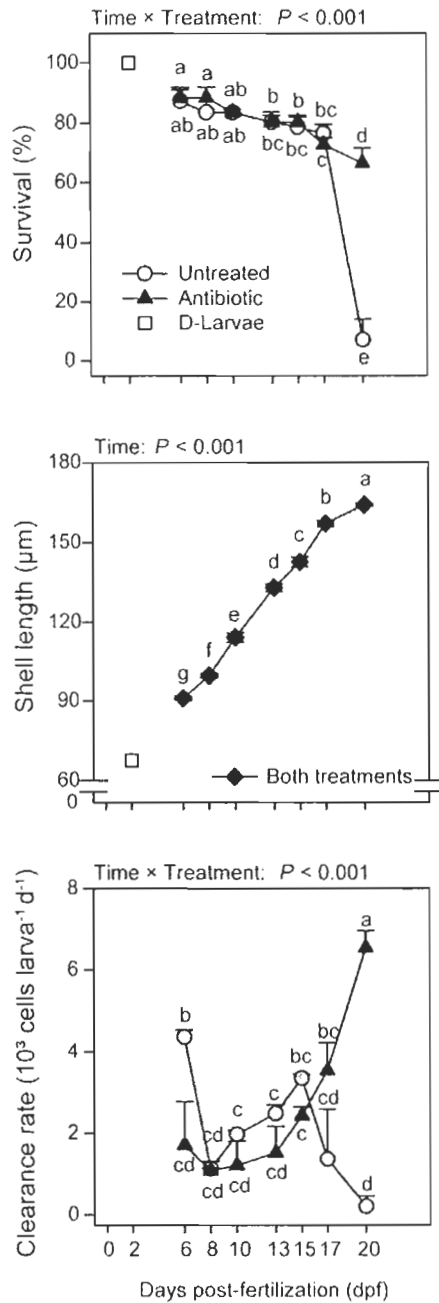 Time × Treatment: P < 0.001
100
80
60
40
20
0
Survival (%)
a a ab b b bc d
ab ab ab bc bc c
e
Untreated
Antibiotic
D-Larvae
Time: P < 0.001
180
150
120
90
60
0
Shell length (µm)
a
b
c
d
e
f
g
Both treatments
Time × Treatment: P < 0.001
8
6
4
2
0
Clearance rate (10³ cells larva⁻¹ d⁻¹)
a
b bc bc
cd c c cd
cd cd cd cd c d
0 2 6 8 10 13 15 17 20
Days post-fertilization (dpf)